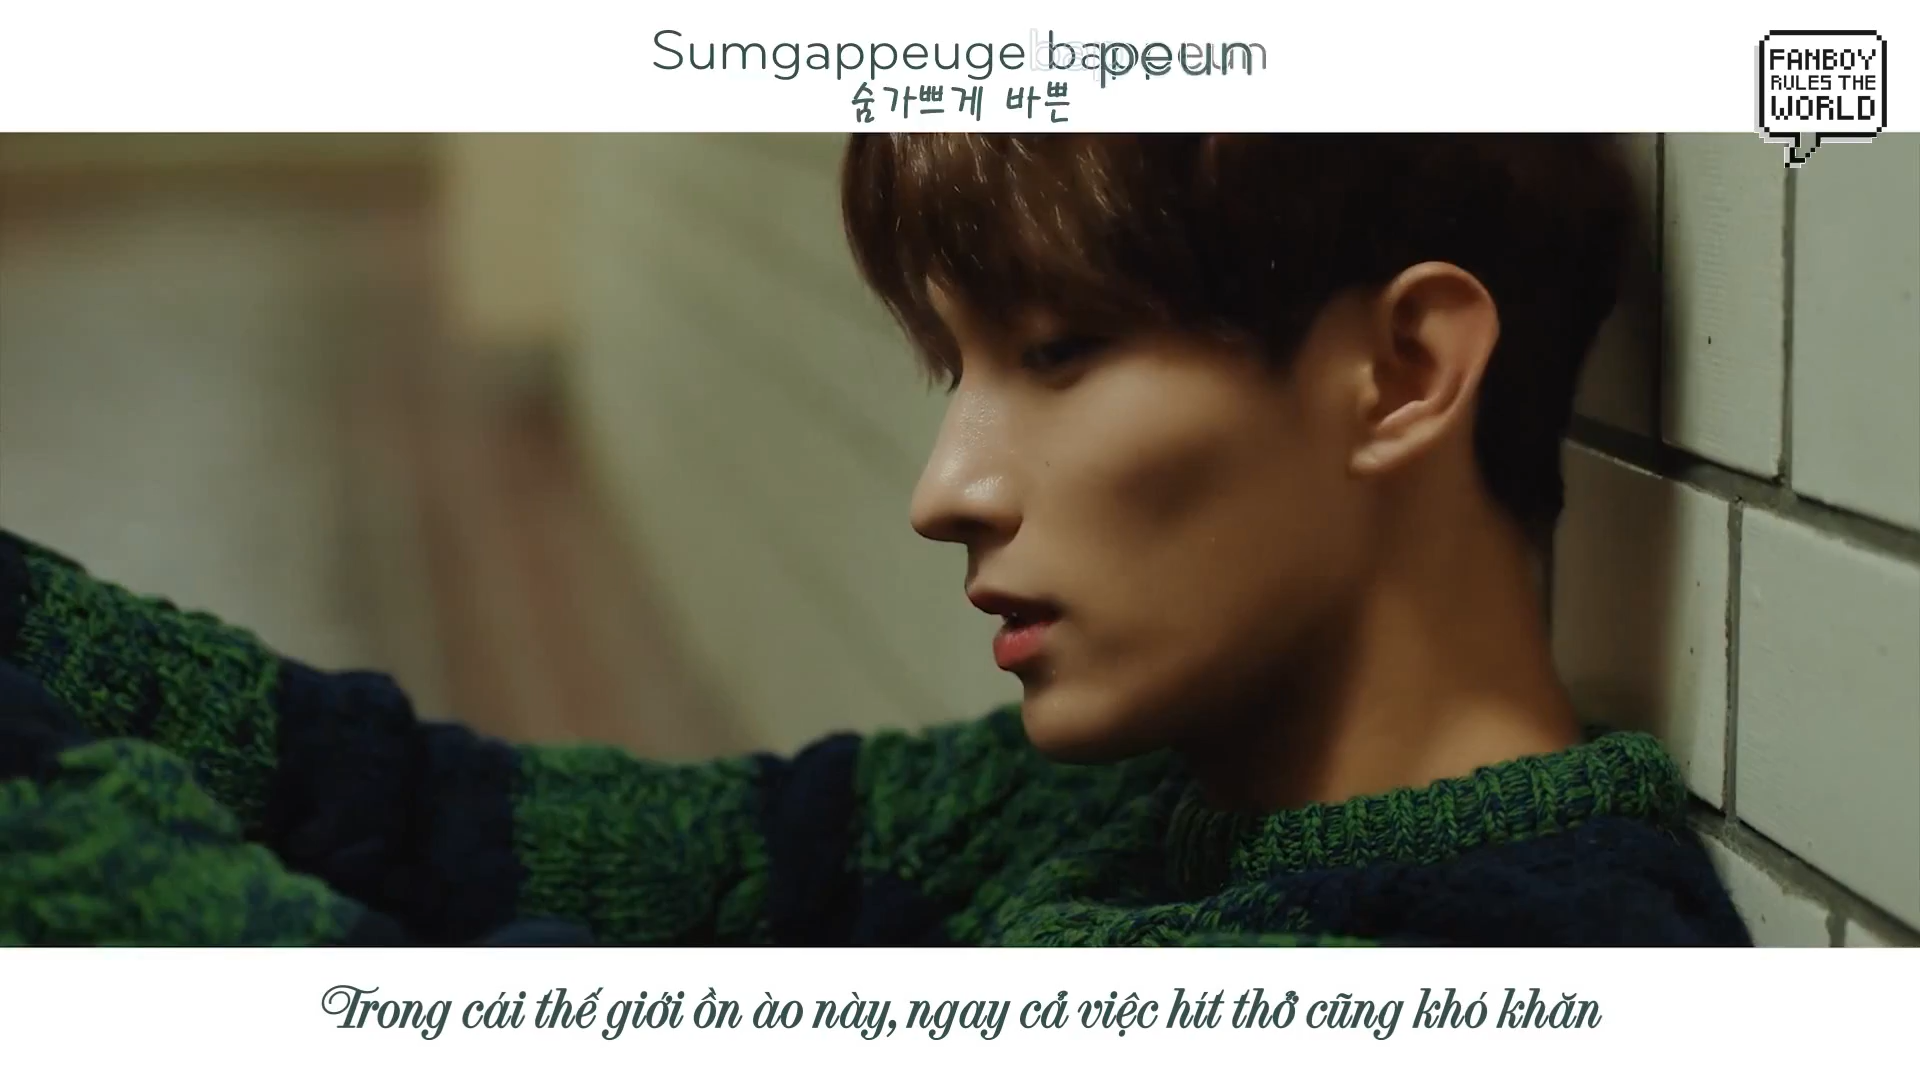 Sumgappeuge bappeun
숨가쁘게 바쁜
FANBOY
RULES THE
WORLD
Trong cái thế giới ồn ào này, ngay cả việc hít thở cũng khó khăn